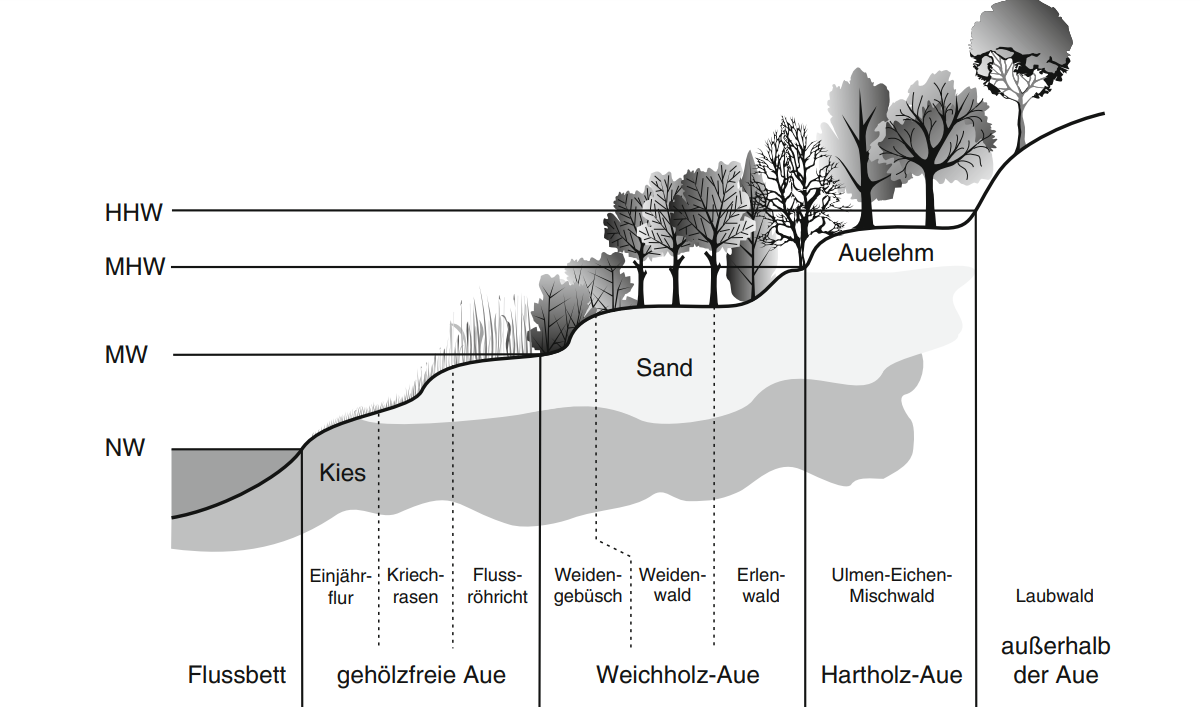 HHW
MHW
MW
NW
Auelehm
Sand
Kies
Einjähr-
flur
Kriech-
rasen
Fluss-
röhricht
Weiden-
gebüsch
Weiden-
wald
Erlen-
wald
Ulmen-Eichen-
Mischwald
Laubwald
Flussbett
gehölzfreie Aue
Weichholz-Aue
Hartholz-Aue
außerhalb
der Aue